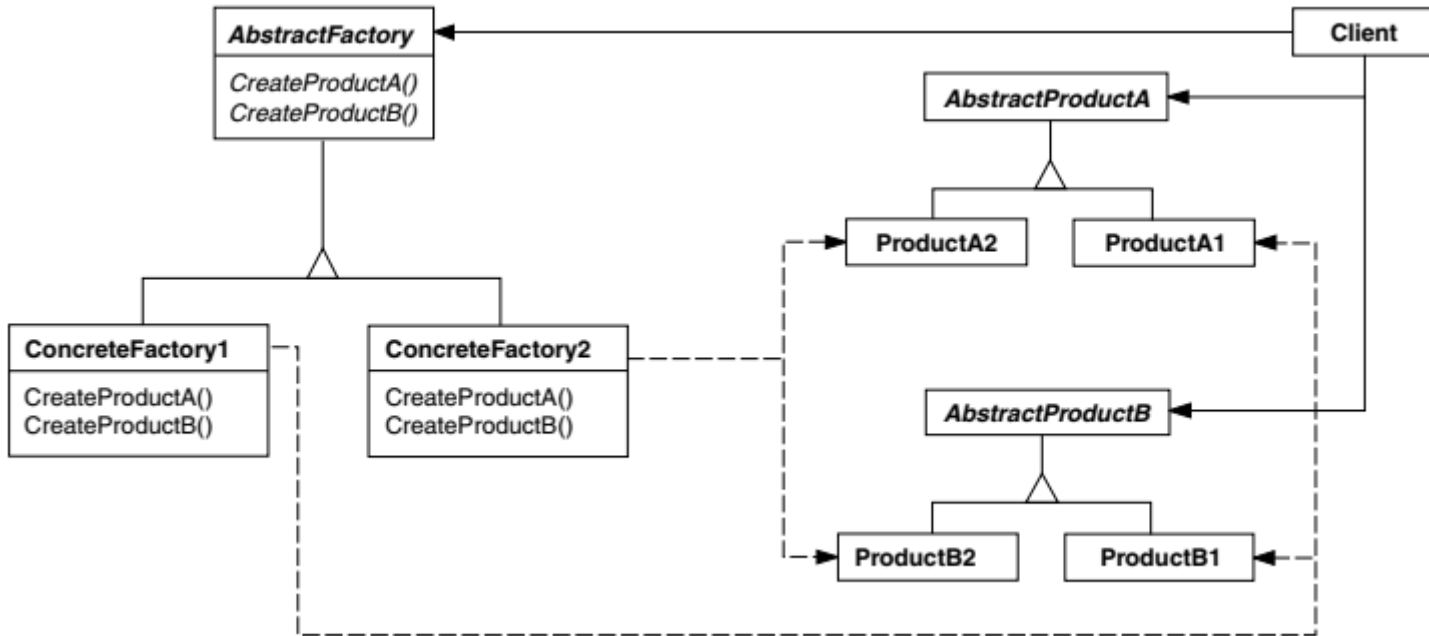 AbstractFactory
CreateProductA()
CreateProductB()
Client
AbstractProductA
ProductA2
ProductA1
ConcreteFactory1
CreateProductA()
CreateProductB()
ConcreteFactory2
CreateProductA()
CreateProductB()
AbstractProductB
ProductB2
ProductB1